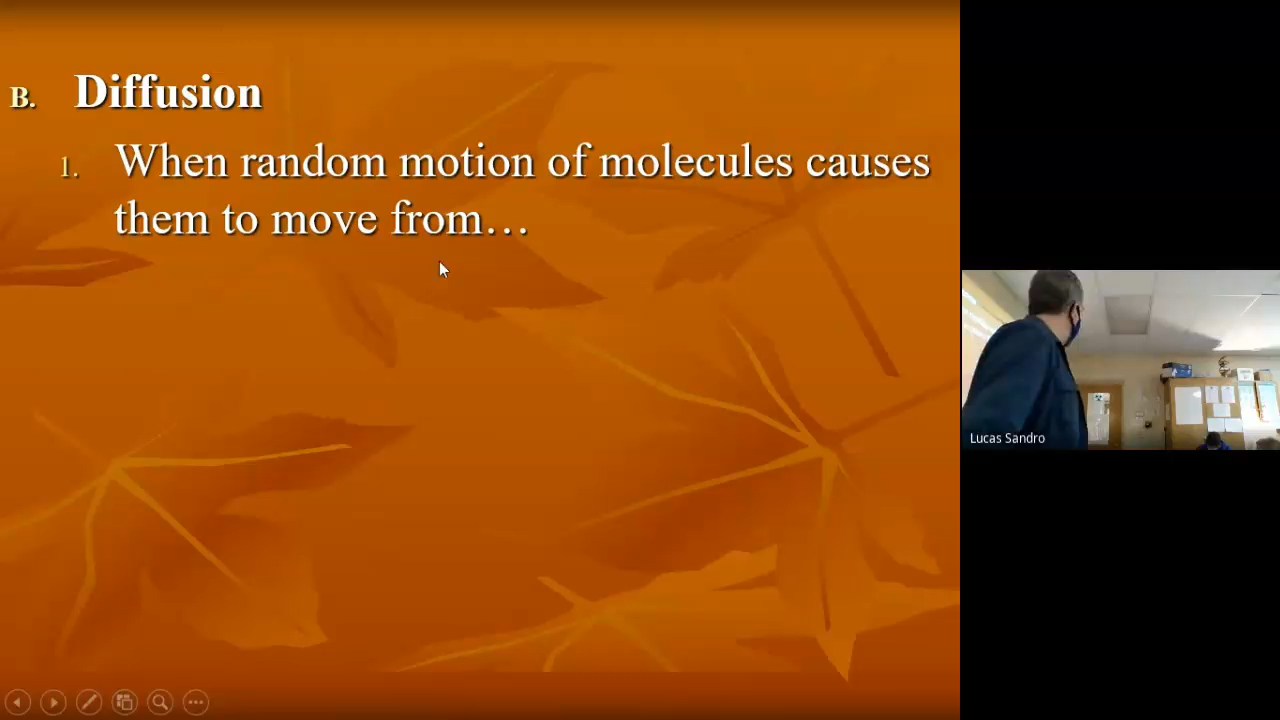 B. Diffusion
1. When random motion of molecules causes
them to move from…
Lucas Sandro